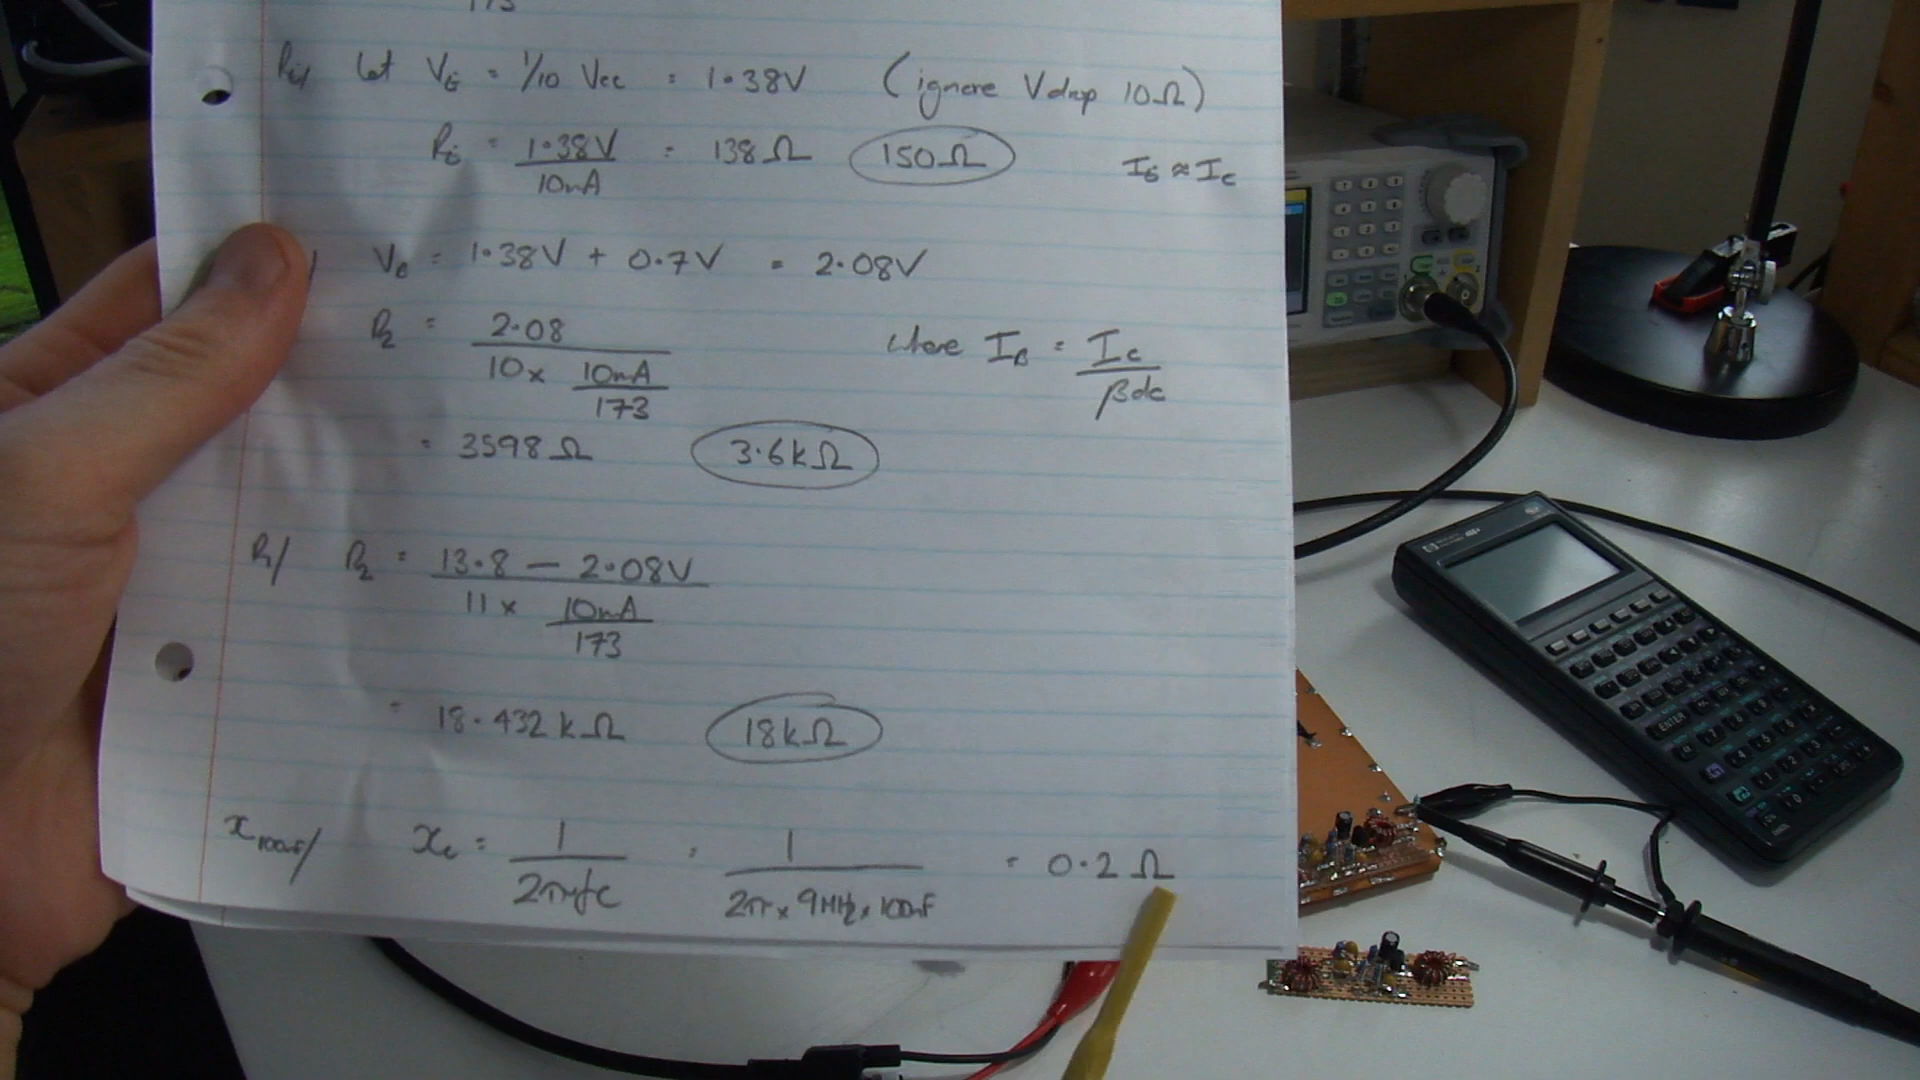 173
RE/ let VE = 1/10 Vcc = 1.38V (ignore Vdrop 10Ω)
RE = 1.38V / 10mA = 138Ω 150Ω IE ≈ IC
/ VB = 1.38V + 0.7V = 2.08V
R2 = 2.08 / 10 x 10mA / 173 where IB = IC / βdc
= 3598Ω 3.6kΩ
R1/ R2 = 13.8 - 2.08V / 11 x 10mA / 173
= 18.432kΩ 18kΩ
x100nF/ Xc = 1 / 2πfc = 1 / 2π x 9MHz x 100nF = 0.2Ω
ENTER